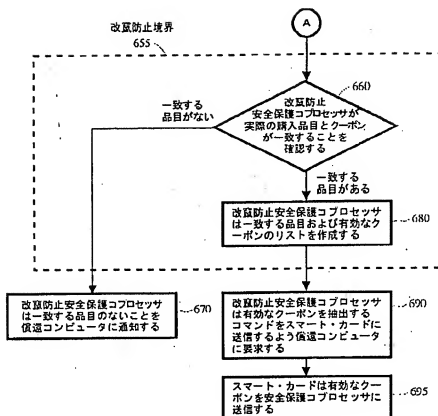 A
改竄防止境界
655
660
改竄防止
安全保護コプロセッサが
実際の購入品目とクーポン
が一致することを
確認する
一致する
品目がない
一致する
品目がある
改竄防止安全保護コプロセッサ
は一致する品目および有効なク
ーポンのリストを作成する
680
改竄防止安全保護コプロセッサ
は一致する品目のないことを
償還コンピュータに通知する
670
改竄防止安全保護コプロセッサ
は有効なクーポンを抽出する
コマンドをスマート・カードに
送信するよう償還コンピュータ
に要求する
690
スマート・カードは有効なクー
ポンを安全保護コプロセッサに
送信する
695